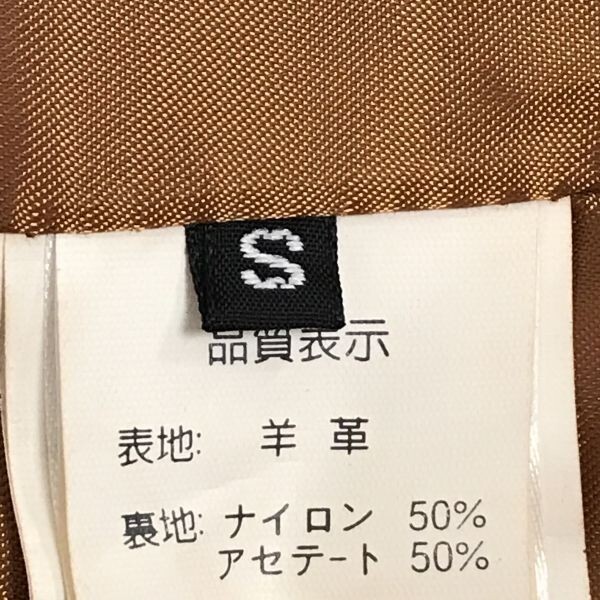 S
品質表示
表地: 羊革
裏地: ナイロン 50%
アセテート 50%